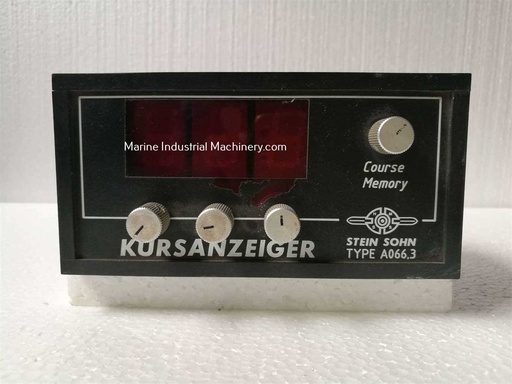 Marine Industrial Machinery.com
Course
Memory
KURSANZEIGER
STEIN SOHN
TYPE A066,3